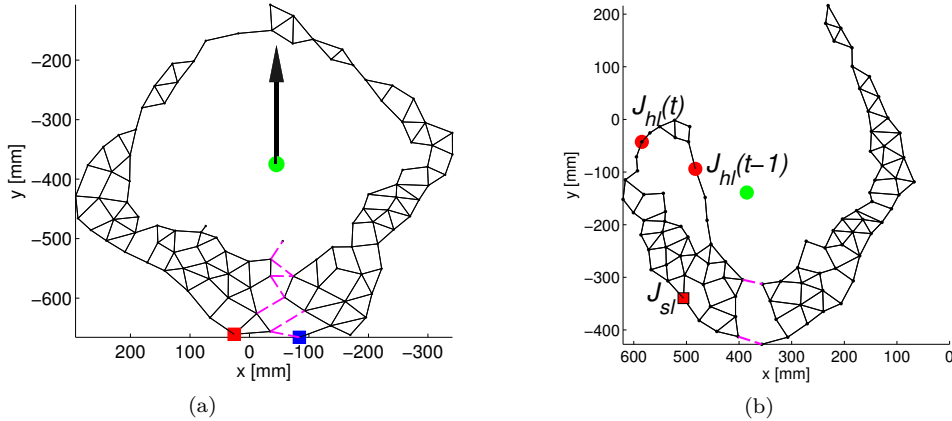 −200
−300
−400
−500
−600
y [mm]
200 100 0 −100 −200 −300
x [mm]
(a)
200
100
0
−100
−200
−300
−400
y [mm]
J_hl(t)
J_hl(t−1)
J_sl
600 500 400 300 200 100 0
x [mm]
(b)